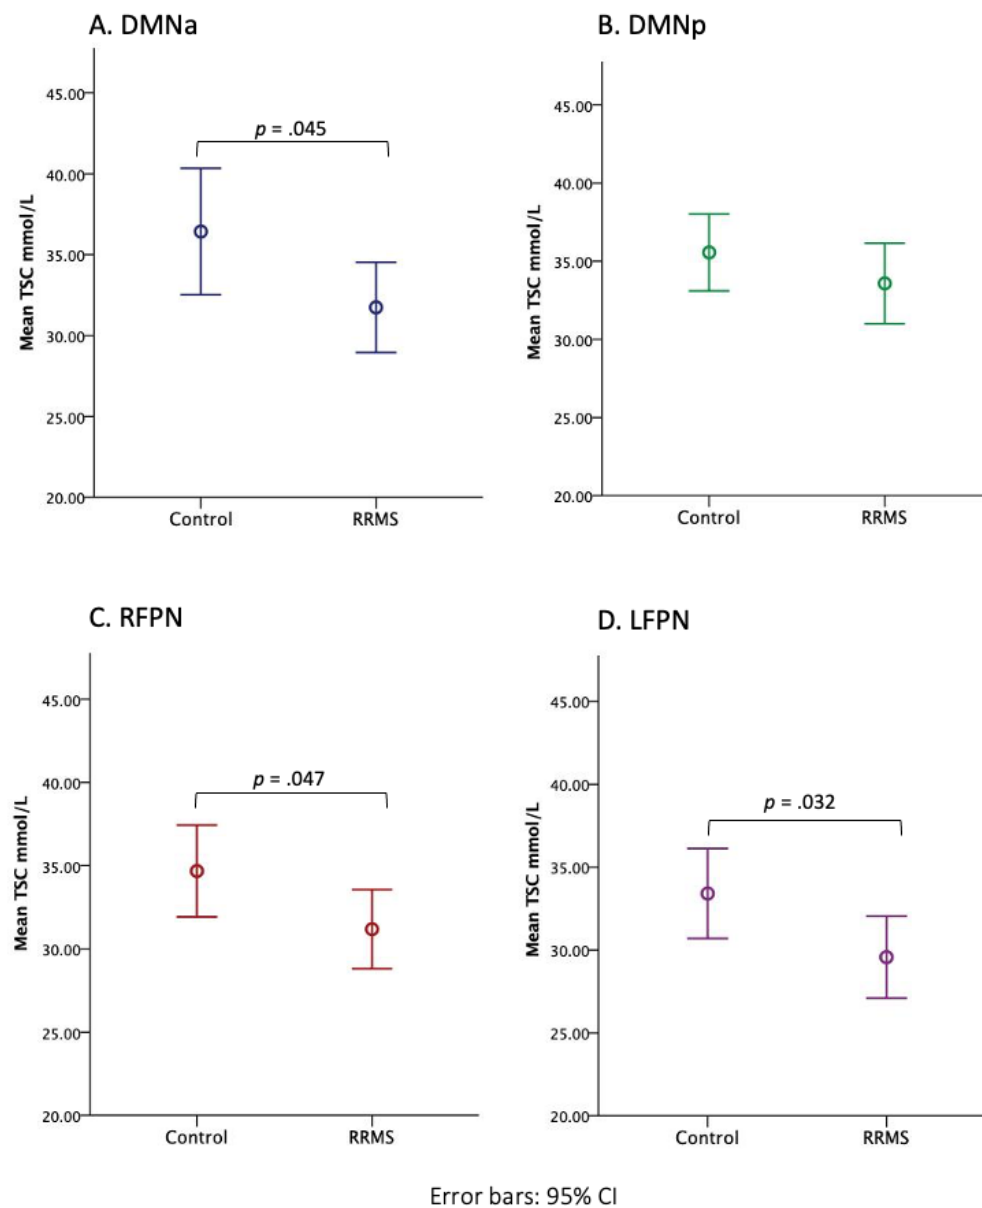 A. DMNa
Mean TSC mmol/L
45.00
40.00
35.00
30.00
25.00
20.00
p = .045
Control
RRMS
B. DMNp
Mean TSC mmol/L
45.00
40.00
35.00
30.00
25.00
20.00
Control
RRMS
C. RFPN
Mean TSC mmol/L
45.00
40.00
35.00
30.00
25.00
20.00
p = .047
Control
RRMS
D. LFPN
Mean TSC mmol/L
45.00
40.00
35.00
30.00
25.00
20.00
p = .032
Control
RRMS
Error bars: 95% CI